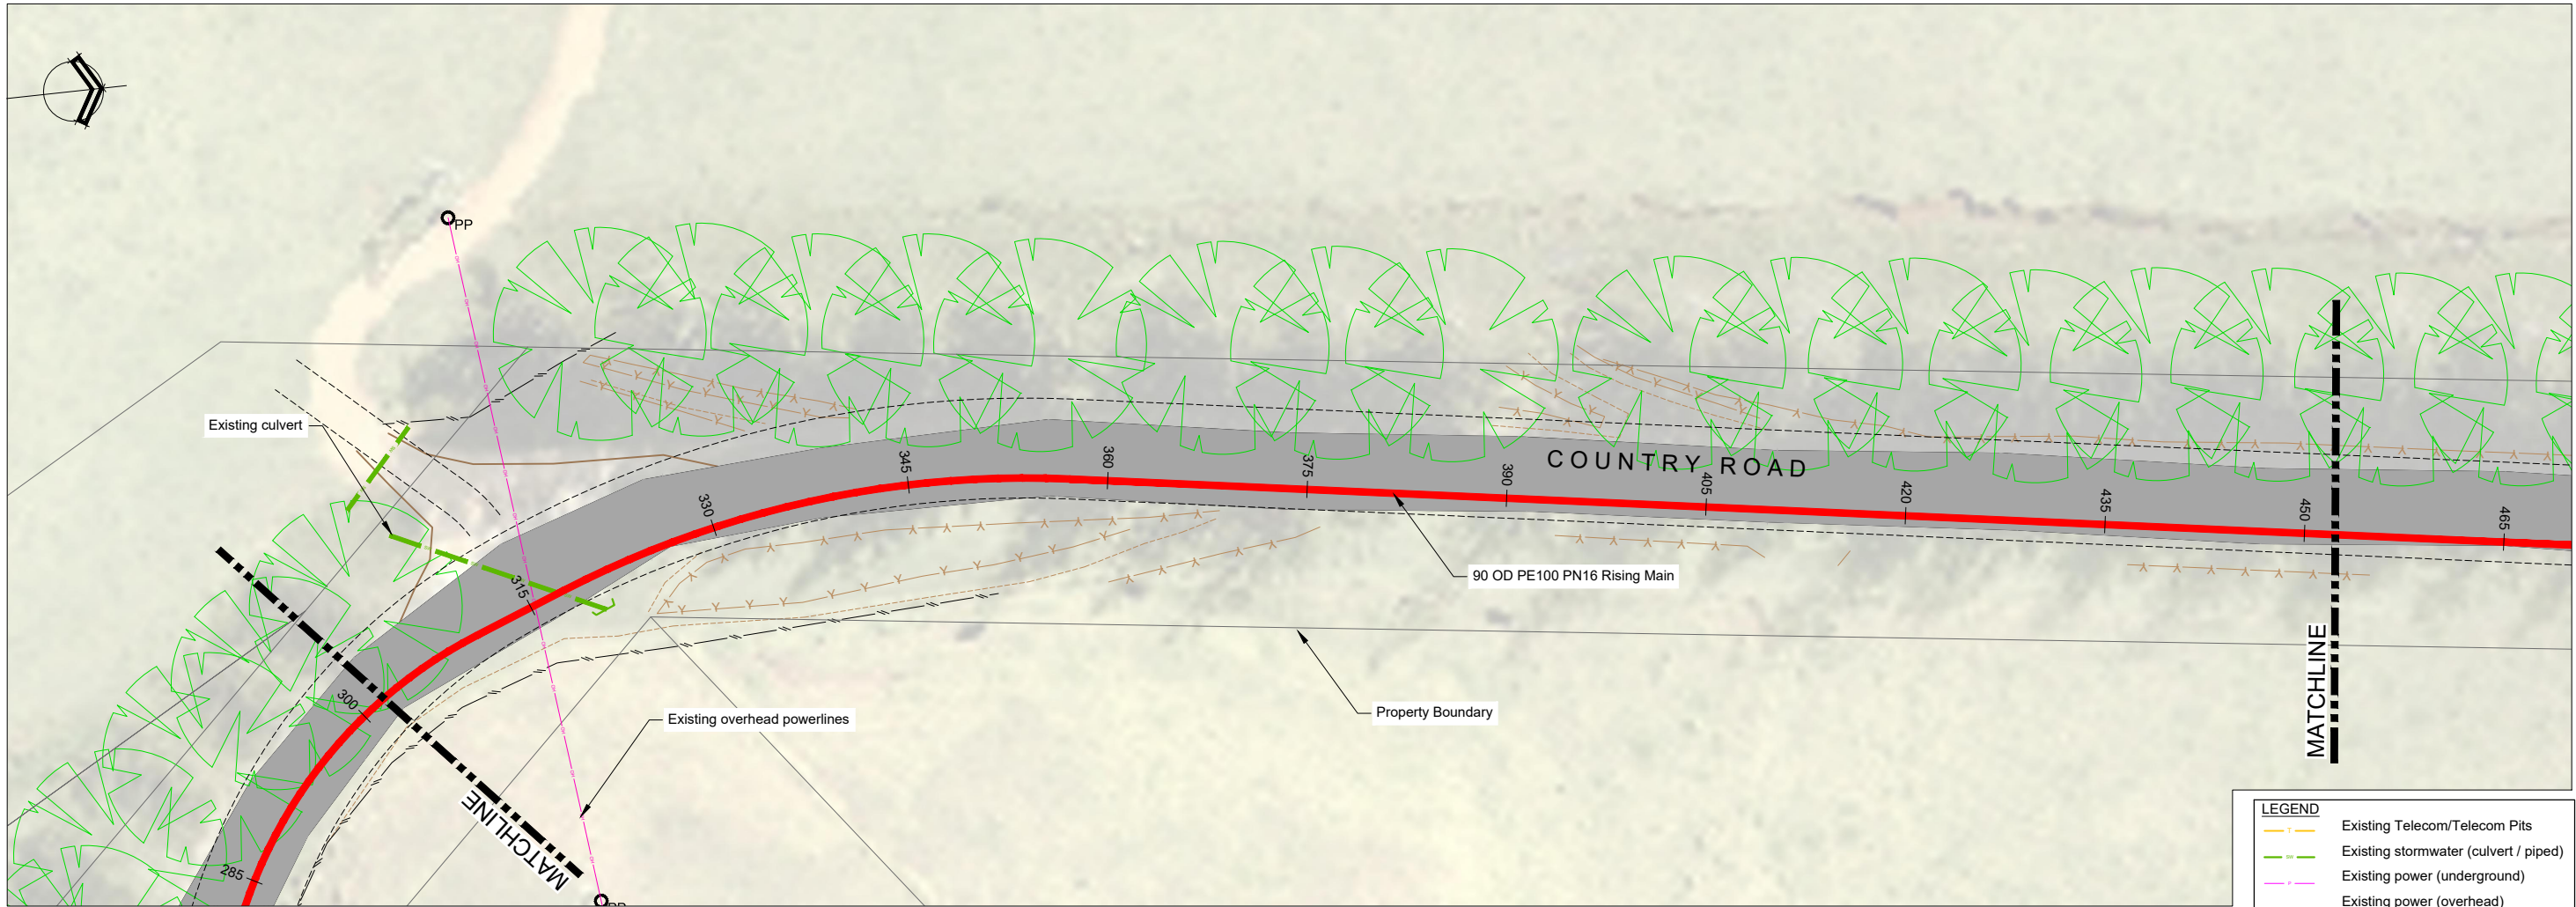 PP
Existing culvert
345
360
375
390
COUNTRY ROAD
405
420
435
450
465
330
315
90 OD PE100 PN16 Rising Main
300
Existing overhead powerlines
Property Boundary
MATCHLINE
MATCHLINE
285
PP
LEGEND
Existing Telecom/Telecom Pits
Existing stormwater (culvert / piped)
Existing power (underground)
Existing power (overhead)